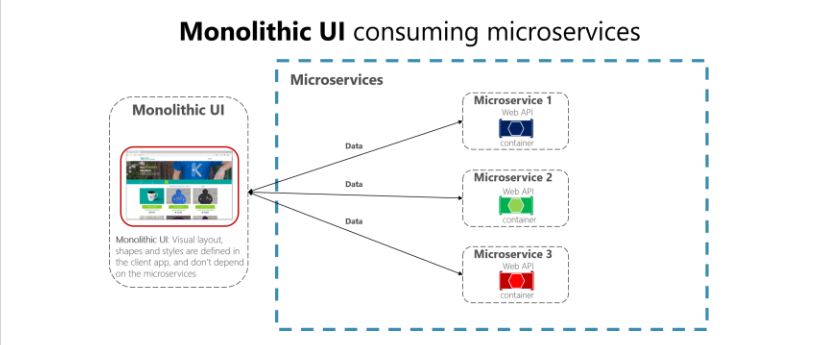 Monolithic UI consuming microservices
Microservices
Monolithic UI
Monolithic UI: Visual layout,
shapes and styles are defined in
the client app, and don't depend
on the microservices
Data
Data
Data
Microservice 1
Web API
container
Microservice 2
Web API
container
Microservice 3
Web API
container